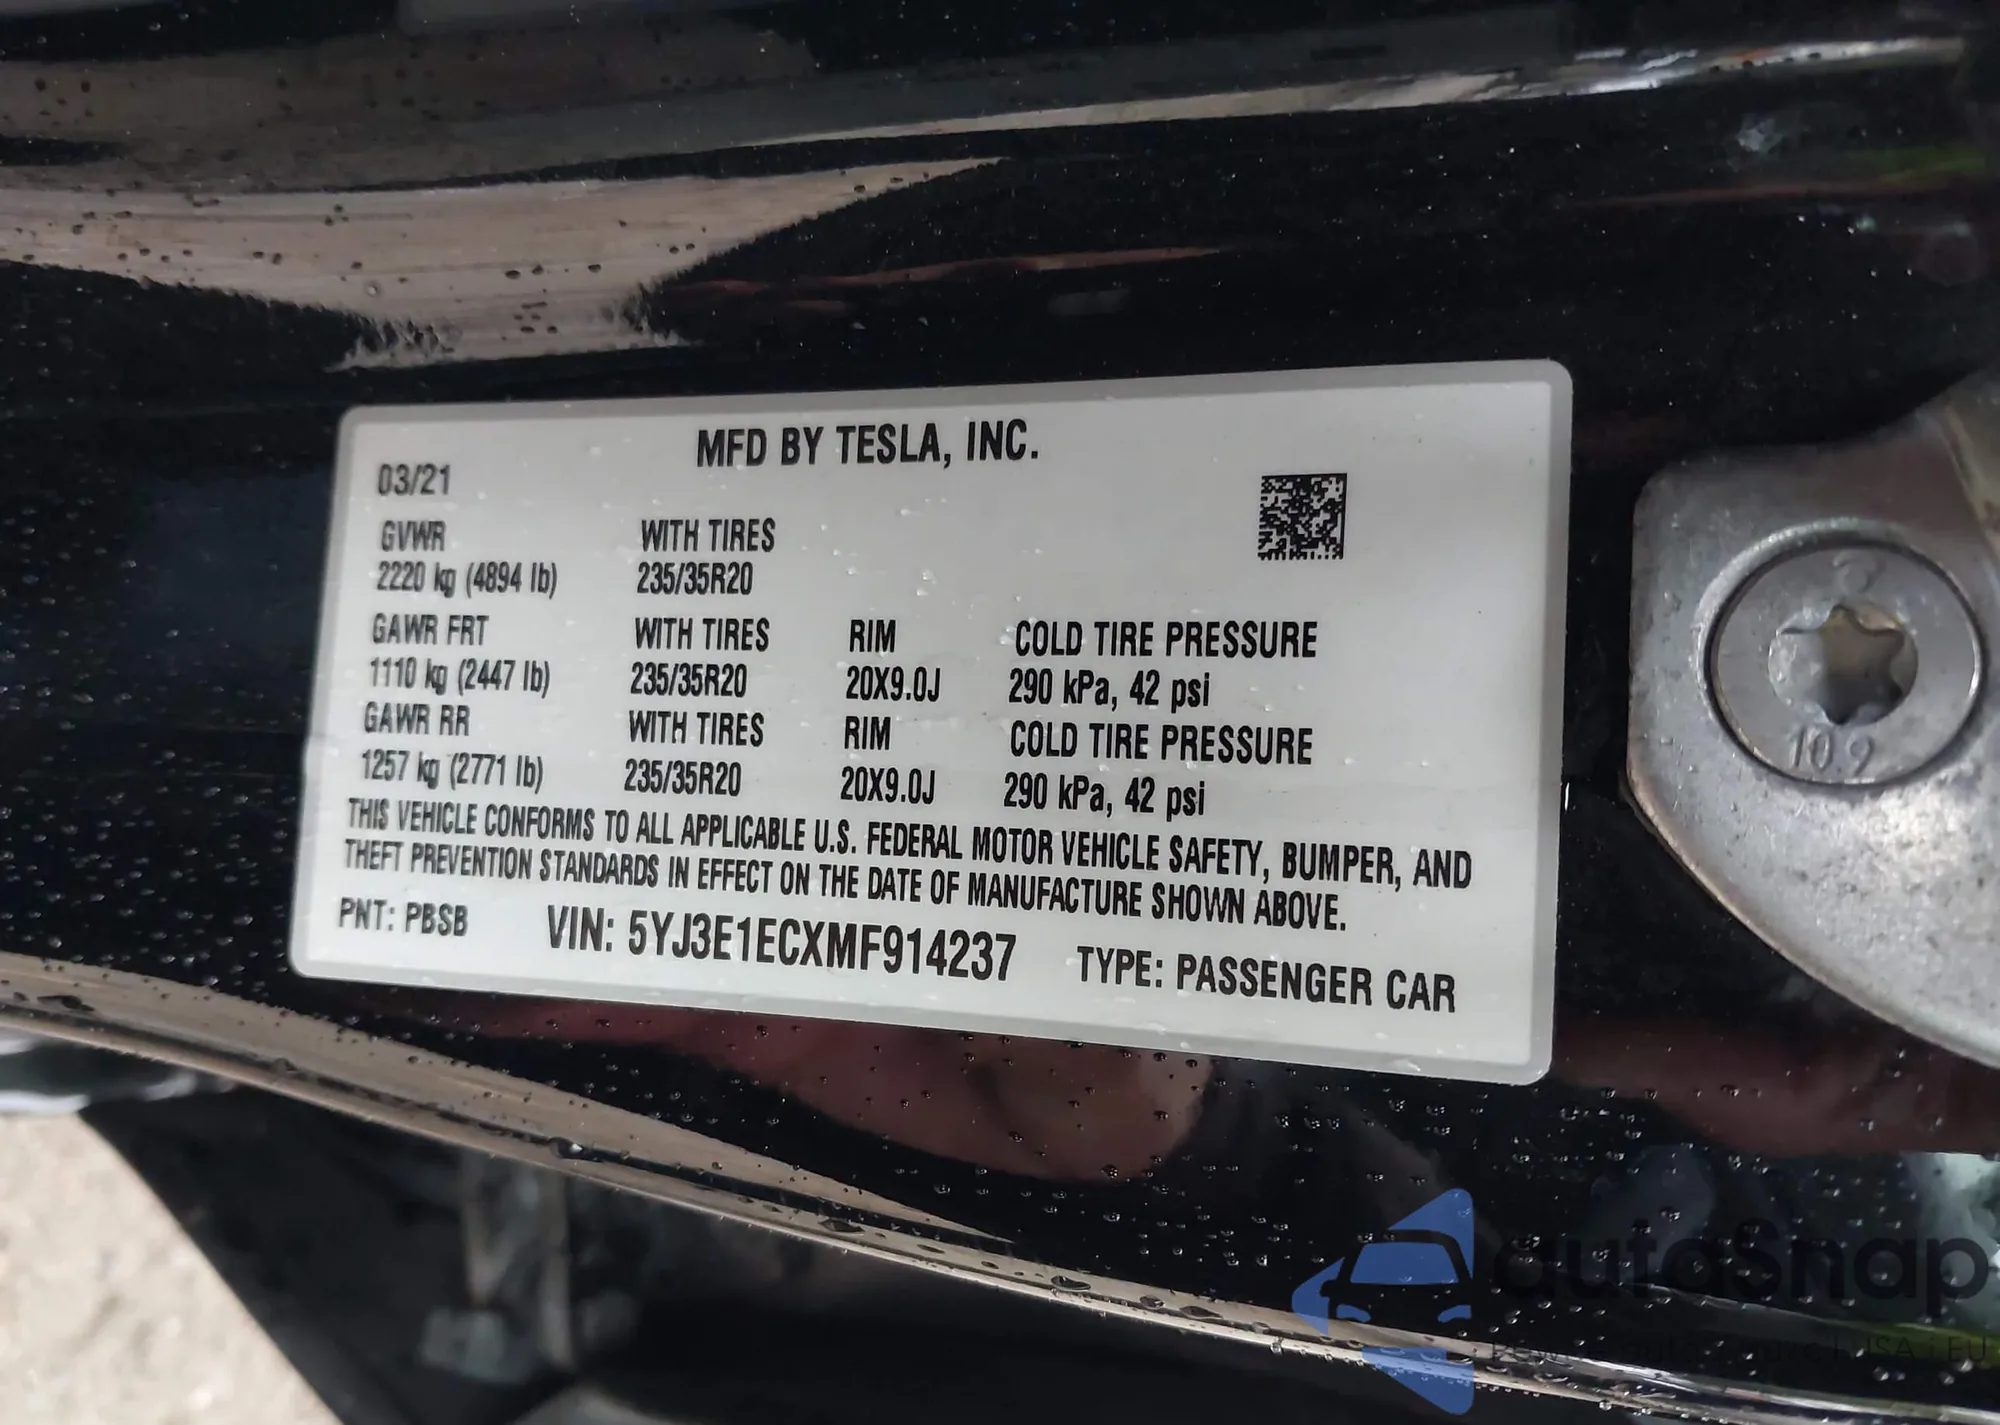 MFD BY TESLA, INC.
03/21
GVWR WITH TIRES
2220 kg (4894 lb) 235/35R20
GAWR FRT WITH TIRES RIM COLD TIRE PRESSURE
1110 kg (2447 lb) 235/35R20 20X9.0J 290 kPa, 42 psi
GAWR RR WITH TIRES RIM COLD TIRE PRESSURE
1257 kg (2771 lb) 235/35R20 20X9.0J 290 kPa, 42 psi
THIS VEHICLE CONFORMS TO ALL APPLICABLE U.S. FEDERAL MOTOR VEHICLE SAFETY, BUMPER, AND
THEFT PREVENTION STANDARDS IN EFFECT ON THE DATE OF MANUFACTURE SHOWN ABOVE.
PNT: PBSB VIN: 5YJ3E1ECXMF914237 TYPE: PASSENGER CAR
10.9
autoSnap
USA i EU